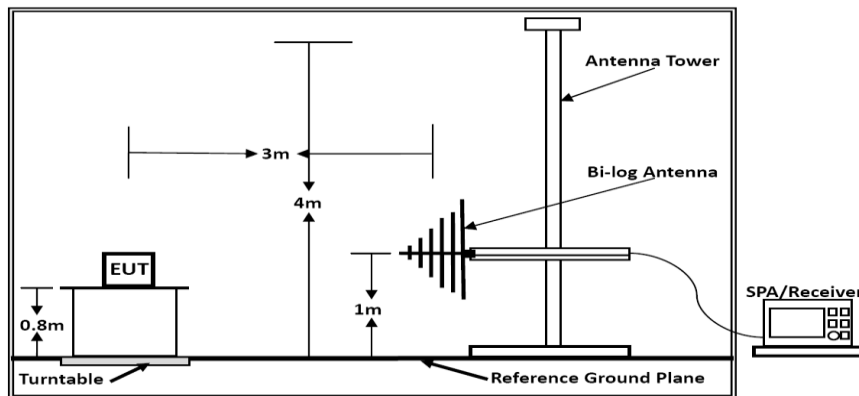 Antenna Tower
3m
Bi-log Antenna
4m
EUT
1m
SPA/Receiver
0.8m
Turntable
Reference Ground Plane